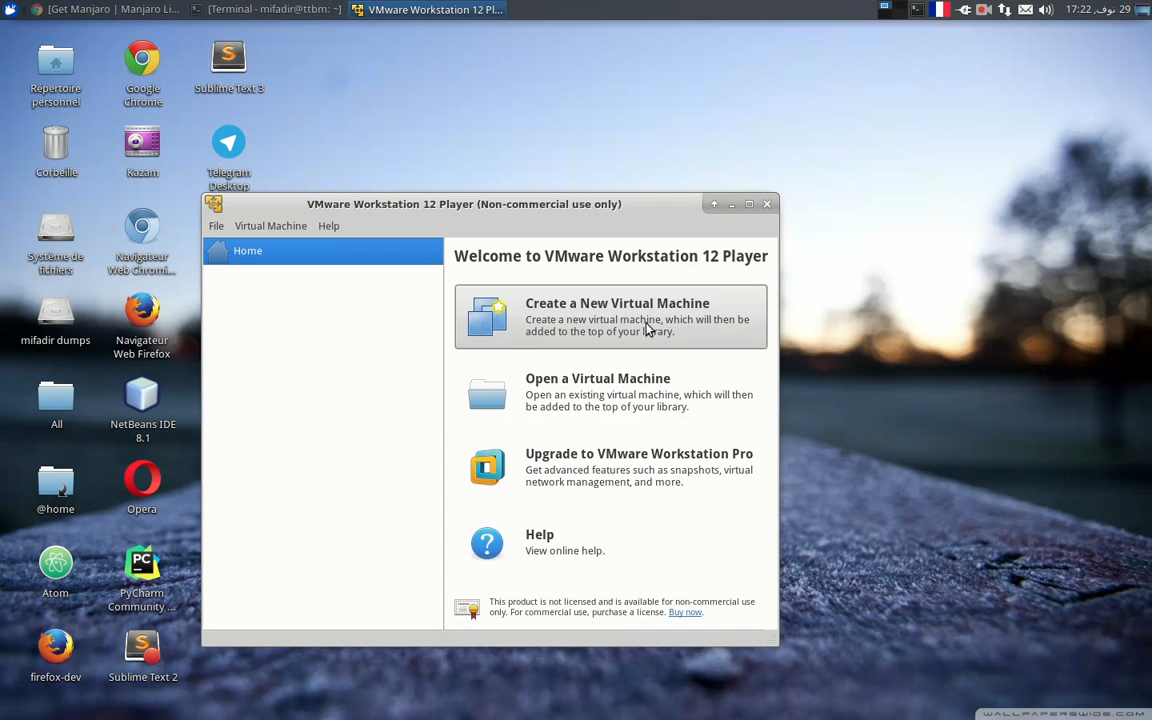 [Get Manjaro | Manjaro Li...
[Terminal - mifadir@ttbm: ~]
VMware Workstation 12 Pl...
29 نوف, 17:22
Répertoire
personnel
Google
Chrome
Sublime Text 3
Corbeille
Kazam
Telegram
Desktop
Système de
fichiers
Navigateur
Web Chromi...
mifadir dumps
Navigateur
Web Firefox
All
NetBeans IDE
8.1
@home
Opera
Atom
PyCharm
Community ...
firefox-dev
Sublime Text 2
VMware Workstation 12 Player (Non-commercial use only)
File Virtual Machine Help
Home
Welcome to VMware Workstation 12 Player
Create a New Virtual Machine
Create a new virtual machine, which will then be
added to the top of your library.
Open a Virtual Machine
Open an existing virtual machine, which will then
be added to the top of your library.
Upgrade to VMware Workstation Pro
Get advanced features such as snapshots, virtual
network management, and more.
Help
View online help.
This product is not licensed and is available for non-commercial use
only. For commercial use, purchase a license. Buy now.
WALLPAPERSWIDE.COM